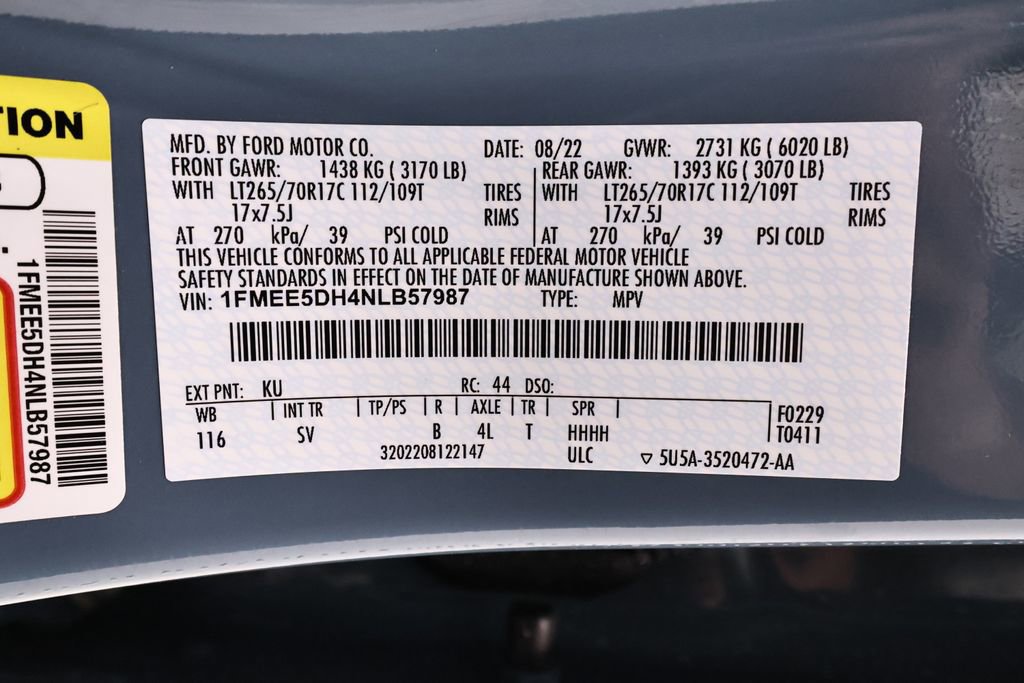 TION
1FMEE5DH4NLB57987
MFD. BY FORD MOTOR CO. DATE: 08/22 GVWR: 2731 KG ( 6020 LB)
FRONT GAWR: 1438 KG ( 3170 LB) REAR GAWR: 1393 KG ( 3070 LB)
WITH LT265/70R17C 112/109T TIRES WITH LT265/70R17C 112/109T TIRES
17x7.5J RIMS 17x7.5J RIMS
AT 270 kPa/ 39 PSI COLD AT 270 kPa/ 39 PSI COLD
THIS VEHICLE CONFORMS TO ALL APPLICABLE FEDERAL MOTOR VEHICLE
SAFETY STANDARDS IN EFFECT ON THE DATE OF MANUFACTURE SHOWN ABOVE.
VIN: 1FMEE5DH4NLB57987 TYPE: MPV
EXT PNT: KU RC: 44 DSO:
WB INT TR TP/PS R AXLE TR SPR F0229
116 SV B 4L T HHHH T0411
3202208122147 ULC ▽ 5U5A-3520472-AA